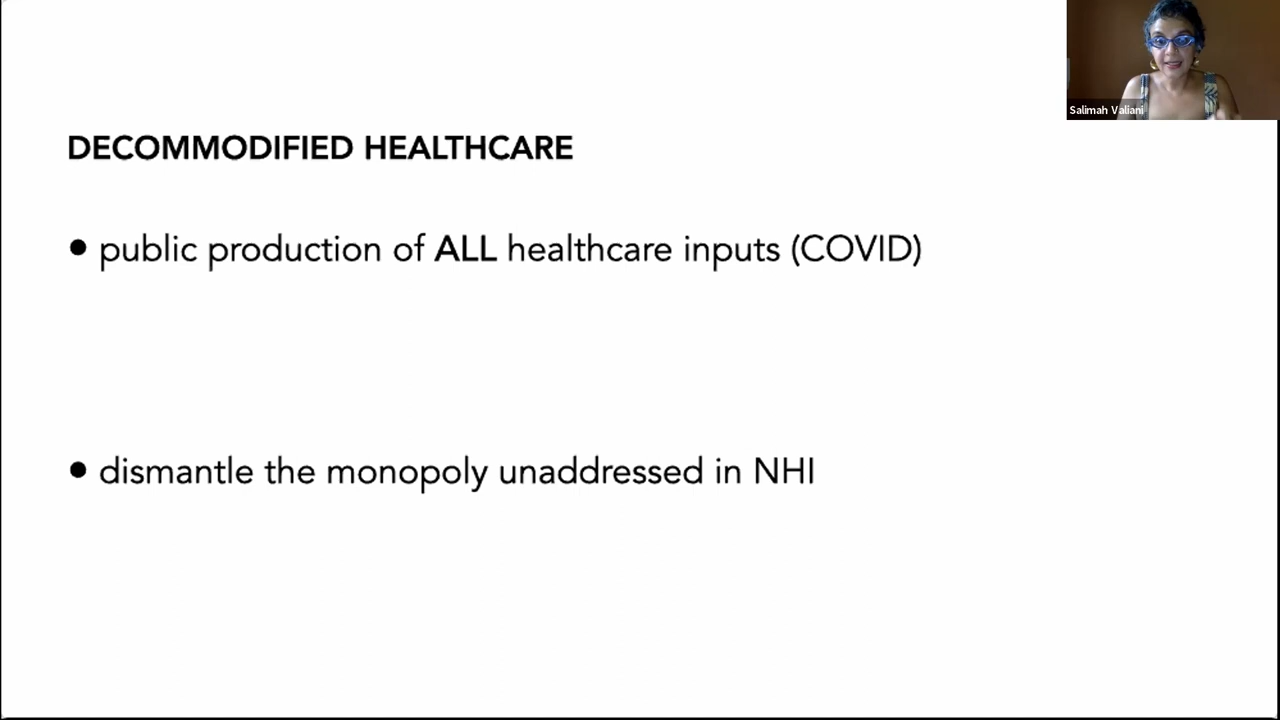 Salimah Valiani
DECOMMODIFIED HEALTHCARE
• public production of ALL healthcare inputs (COVID)
• dismantle the monopoly unaddressed in NHI